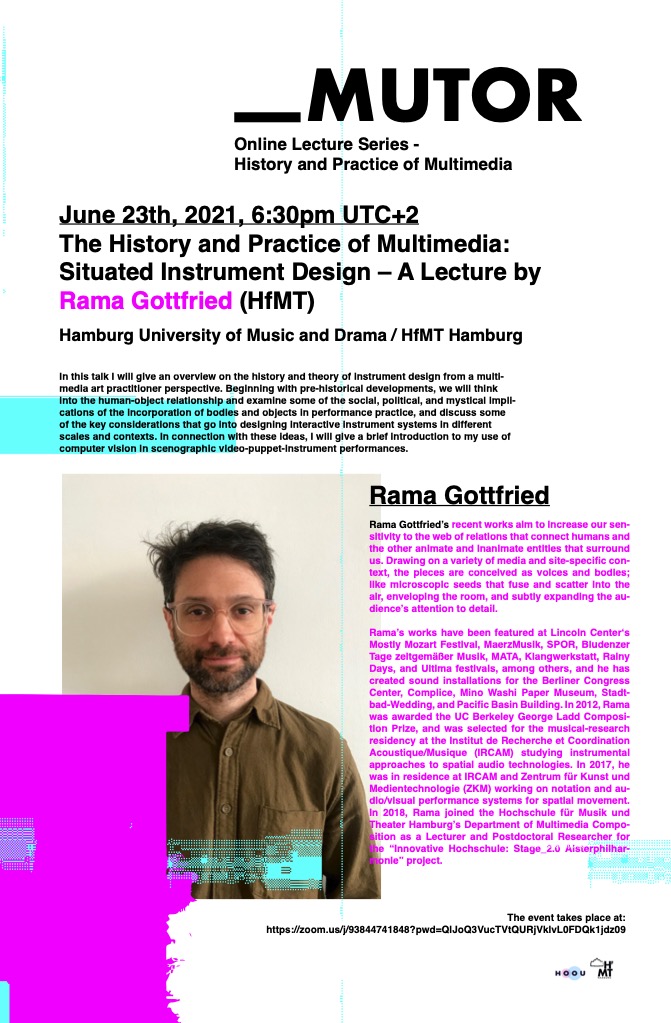 _MUTOR
Online Lecture Series -
History and Practice of Multimedia
June 23th, 2021, 6:30pm UTC+2
The History and Practice of Multimedia:
Situated Instrument Design – A Lecture by
Rama Gottfried (HfMT)
Hamburg University of Music and Drama / HfMT Hamburg
In this talk I will give an overview on the history and theory of instrument design from a multi-
media art practitioner perspective. Beginning with pre-historical developments, we will think
into the human-object relationship and examine some of the social, political, and mystical impli-
cations of the incorporation of bodies and objects in performance practice, and discuss some
of the key considerations that go into designing interactive instrument systems in different
scales and contexts. In connection with these ideas, I will give a brief introduction to my use of
computer vision in scenographic video-puppet-instrument performances.
Rama Gottfried
Rama Gottfried's recent works aim to increase our sen-
sitivity to the web of relations that connect humans and
the other animate and inanimate entities that surround
us. Drawing on a variety of media and site-specific con-
text, the pieces are conceived as voices and bodies;
like microscopic seeds that fuse and scatter into the
air, enveloping the room, and subtly expanding the au-
dience's attention to detail.
Rama's works have been featured at Lincoln Center's
Mostly Mozart Festival, MaerzMusik, SPOR, Bludenzer
Tage zeitgemäßer Musik, MATA, Klangwerkstatt, Rainy
Days, and Ultima festivals, among others, and he has
created sound installations for the Berliner Congress
Center, Complice, Mino Washi Paper Museum, Stadt-
bad-Wedding, and Pacific Basin Building. In 2012, Rama
was awarded the UC Berkeley George Ladd Composi-
tion Prize, and was selected for the musical-research
residency at the Institut de Recherche et Coordination
Acoustique/Musique (IRCAM) studying instrumental
approaches to spatial audio technologies. In 2017, he
was in residence at IRCAM and Zentrum für Kunst und
Medientechnologie (ZKM) working on notation and au-
dio/visual performance systems for spatial movement.
In 2018, Rama joined the Hochschule für Musik und
Theater Hamburg's Department of Multimedia Compo-
sition as a Lecturer and Postdoctoral Researcher for
the "Innovative Hochschule: Stage_2.0 Alsterphilhar-
monie" project.
The event takes place at:
https://zoom.us/j/93844741848?pwd=QlJoQ3VucTVtQURjVklvL0FDQk1jdz09
HOOU
HfMT